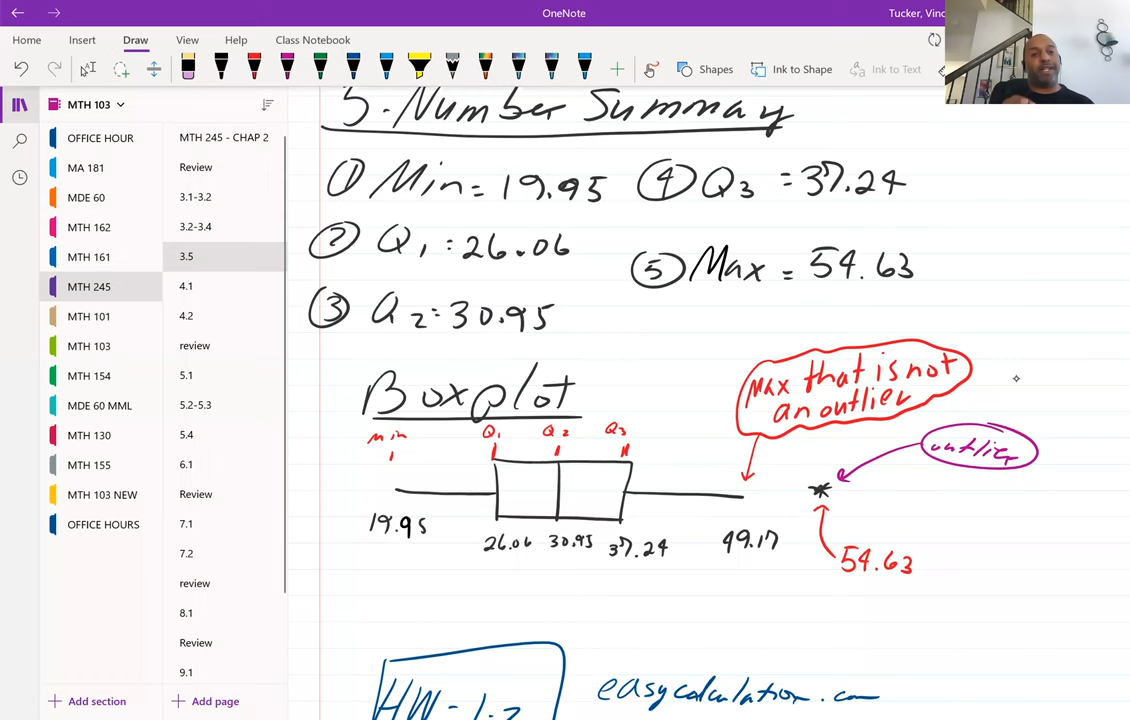 OneNote
Tucker, Vinc
Home Insert Draw View Help Class Notebook
Shapes Ink to Shape Ink to Text
MTH 103
OFFICE HOUR
MA 181
MDE 60
MTH 162
MTH 161
MTH 245
MTH 101
MTH 103
MTH 154
MDE 60 MML
MTH 130
MTH 155
MTH 103 NEW
OFFICE HOURS
Add section
MTH 245 - CHAP 2
Review
3.1-3.2
3.2-3.4
3.5
4.1
4.2
review
5.1
5.2-5.3
5.4
6.1
Review
7.1
7.2
review
8.1
Review
9.1
Add page
5-Number Summary
① Min = 19.95
② Q1 = 26.06
③ Q2 = 30.95
④ Q3 = 37.24
⑤ Max = 54.63
Boxplot
Max that is not
an outlier
outlier
min Q1 Q2 Q3
*
19.95 26.06 30.95 37.24 49.17
54.63
HW - 1-2
easycalculation.com